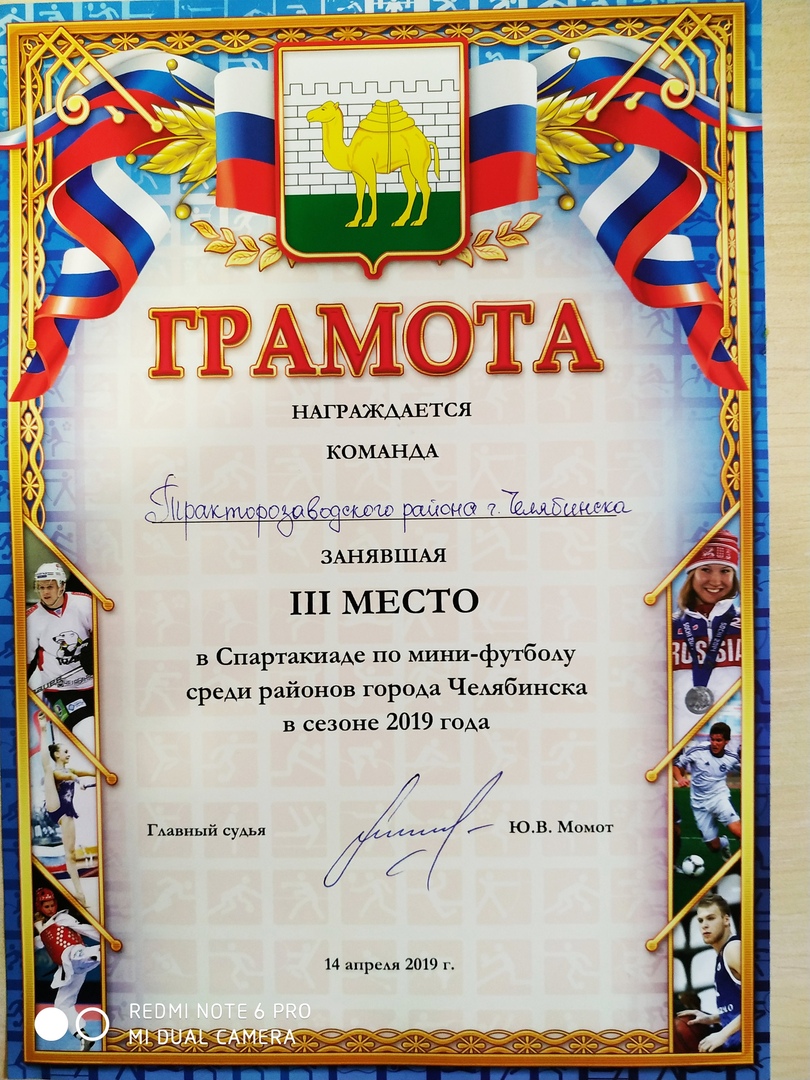 ГРАМОТА
НАГРАЖДАЕТСЯ
КОМАНДА
Тракторозаводского района г. Челябинска
ЗАНЯВШАЯ
III МЕСТО
в Спартакиаде по мини-футболу
среди районов города Челябинска
в сезоне 2019 года
Главный судья Ю.В. Момот
14 апреля 2019 г.
RUSSIA
REDMI NOTE 6 PRO
MI DUAL CAMERA